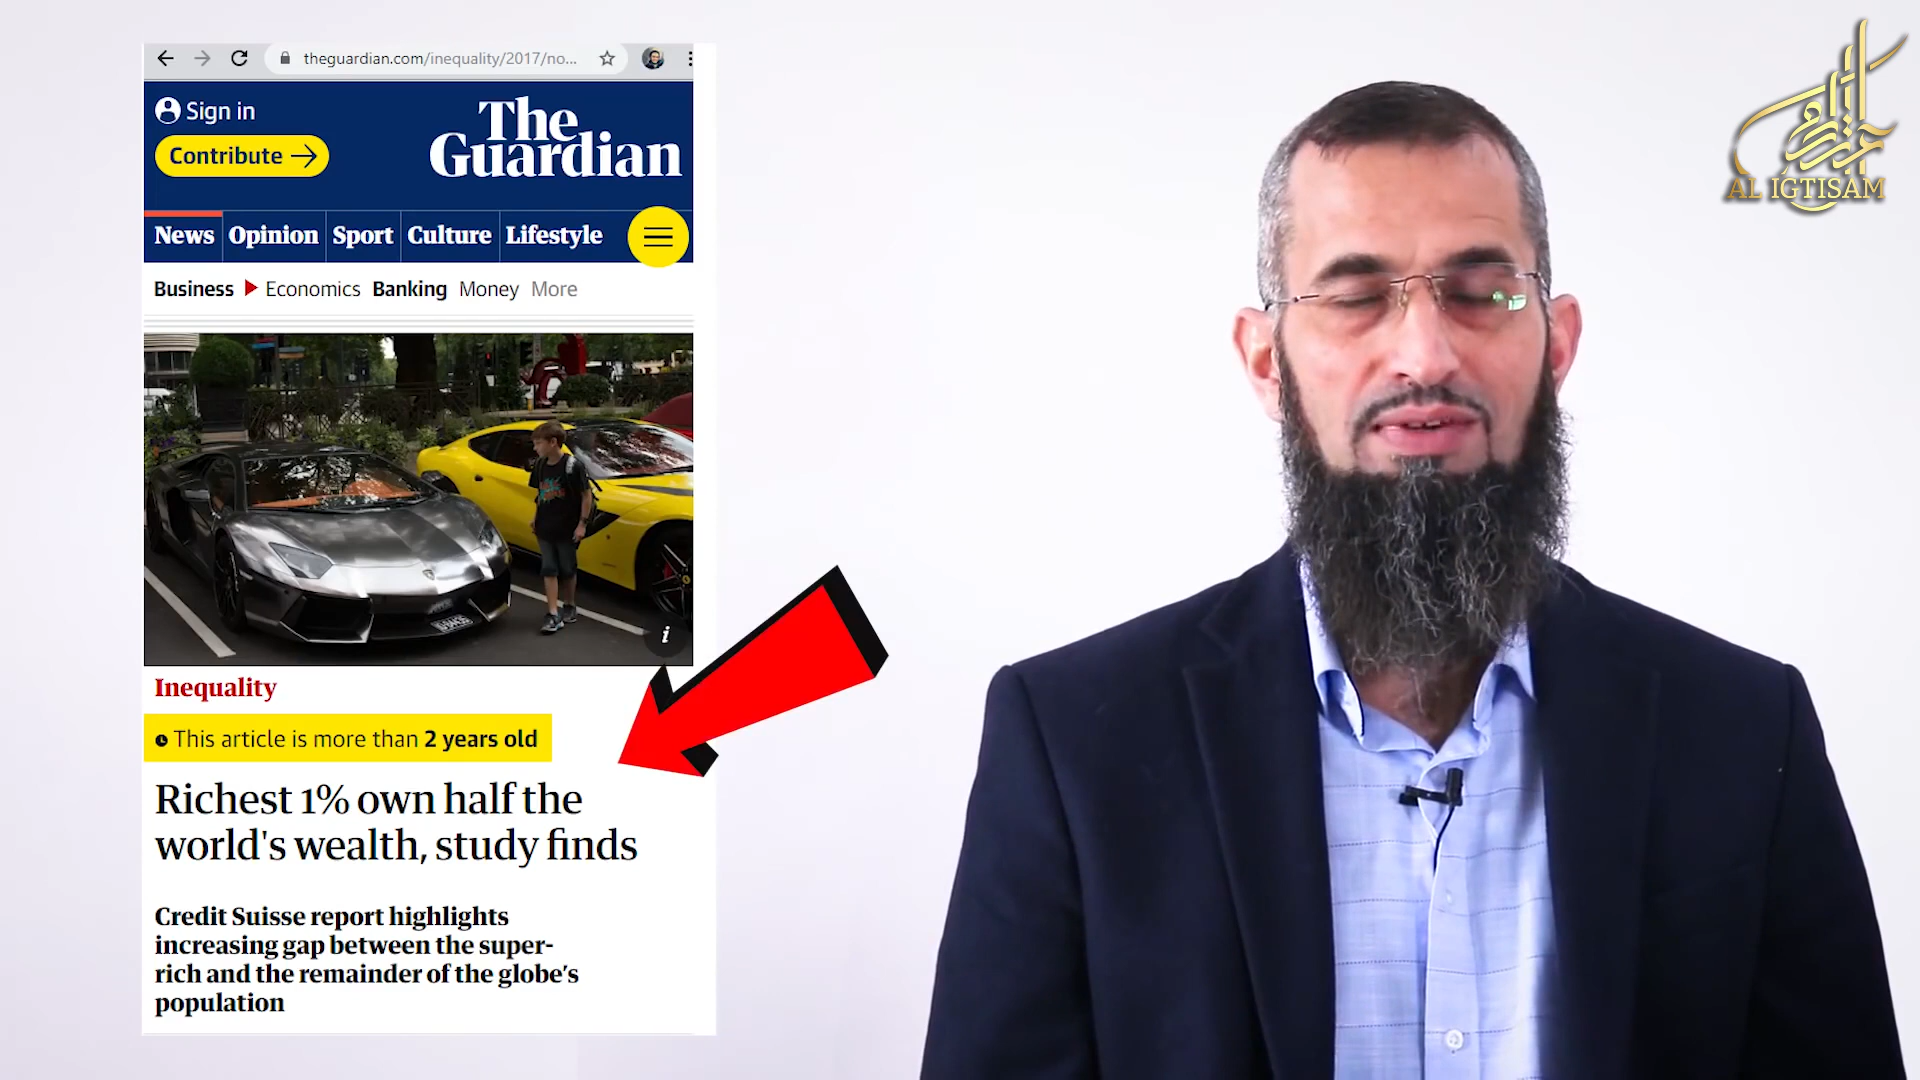 theguardian.com/inequality/2017/no...
Sign in
Contribute
The
Guardian
News Opinion Sport Culture Lifestyle
Business Economics Banking Money More
Inequality
This article is more than 2 years old
Richest 1% own half the
world's wealth, study finds
Credit Suisse report highlights
increasing gap between the super-
rich and the remainder of the globe's
population
AL IGTISAM